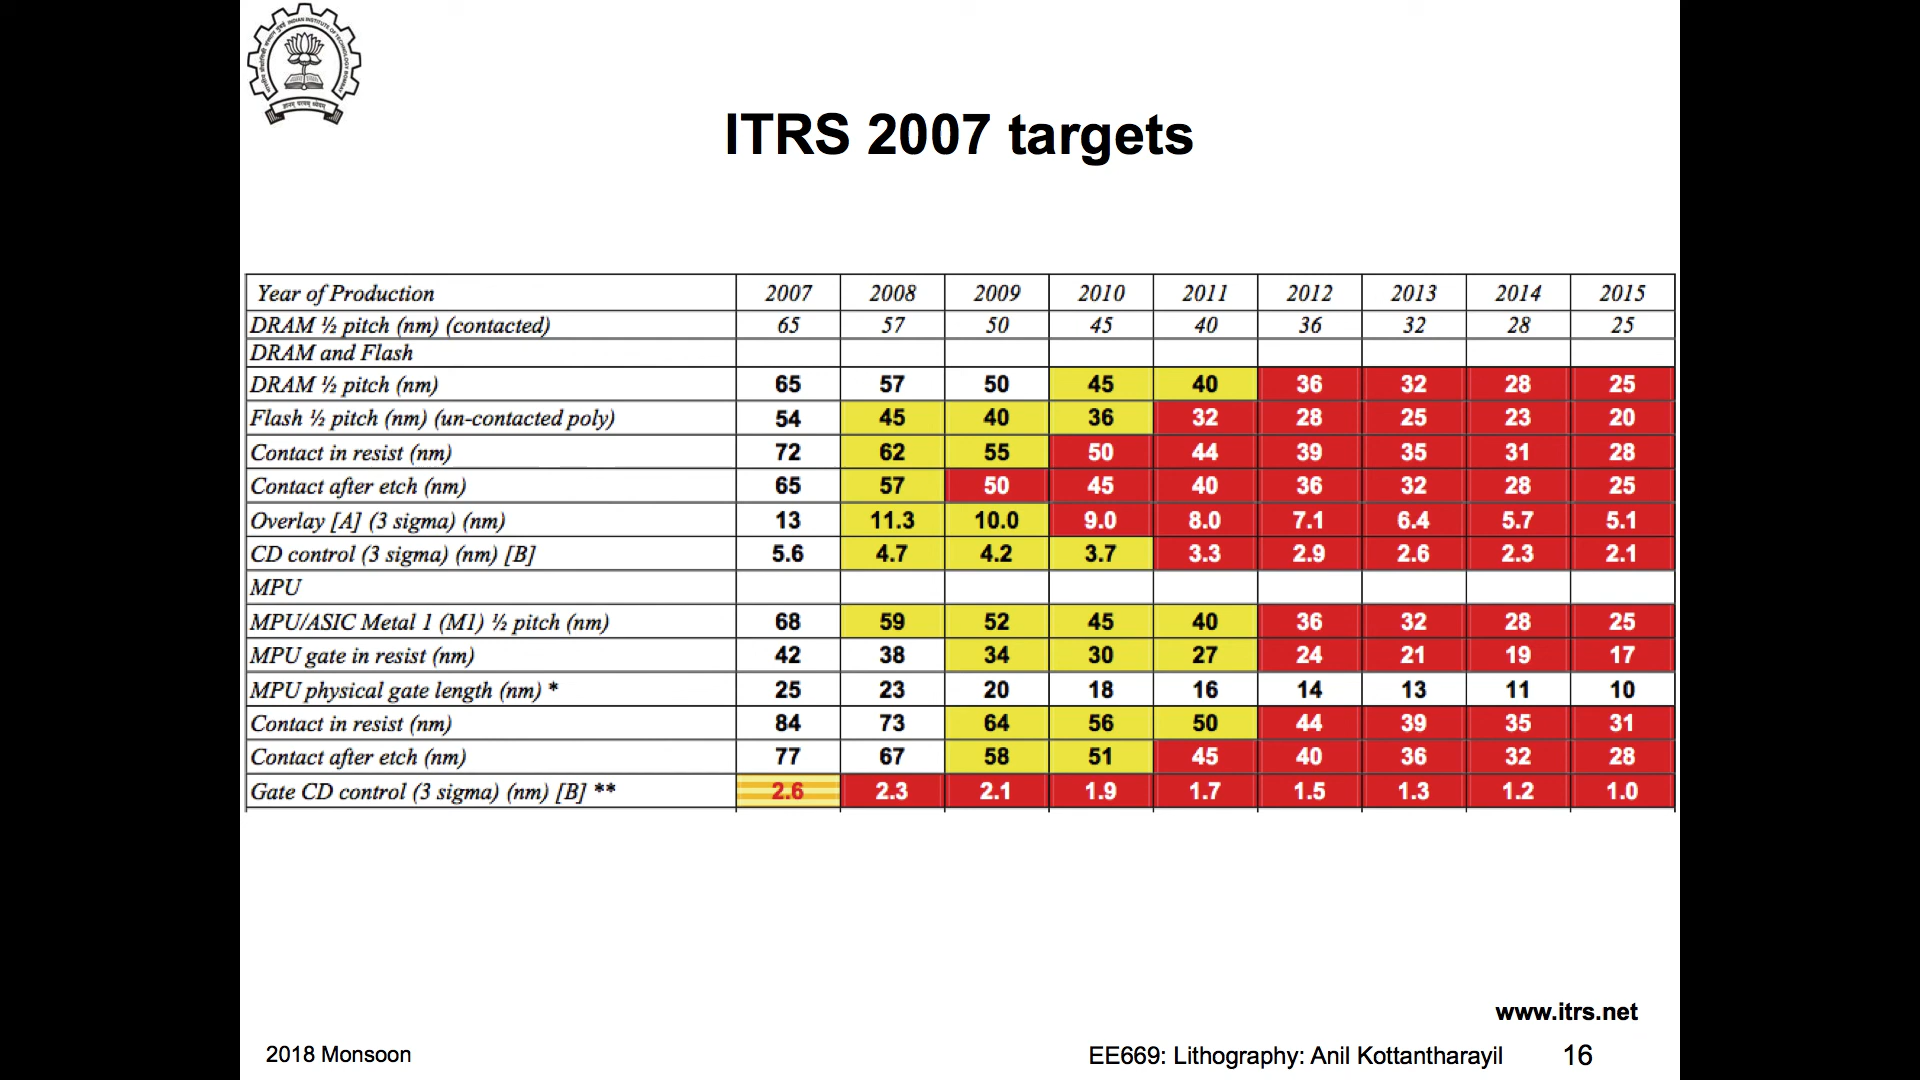 INDIAN INSTITUTE OF TECHNOLOGY BOMBAY
ज्ञानम् परमम् ध्येयम्
ITRS 2007 targets
Year of Production 2007 2008 2009 2010 2011 2012 2013 2014 2015
DRAM ½ pitch (nm) (contacted) 65 57 50 45 40 36 32 28 25
DRAM and Flash
DRAM ½ pitch (nm) 65 57 50 45 40 36 32 28 25
Flash ½ pitch (nm) (un-contacted poly) 54 45 40 36 32 28 25 23 20
Contact in resist (nm) 72 62 55 50 44 39 35 31 28
Contact after etch (nm) 65 57 50 45 40 36 32 28 25
Overlay [A] (3 sigma) (nm) 13 11.3 10.0 9.0 8.0 7.1 6.4 5.7 5.1
CD control (3 sigma) (nm) [B] 5.6 4.7 4.2 3.7 3.3 2.9 2.6 2.3 2.1
MPU
MPU/ASIC Metal 1 (M1) ½ pitch (nm) 68 59 52 45 40 36 32 28 25
MPU gate in resist (nm) 42 38 34 30 27 24 21 19 17
MPU physical gate length (nm) * 25 23 20 18 16 14 13 11 10
Contact in resist (nm) 84 73 64 56 50 44 39 35 31
Contact after etch (nm) 77 67 58 51 45 40 36 32 28
Gate CD control (3 sigma) (nm) [B] ** 2.6 2.3 2.1 1.9 1.7 1.5 1.3 1.2 1.0
www.itrs.net
2018 Monsoon
EE669: Lithography: Anil Kottantharayil 16